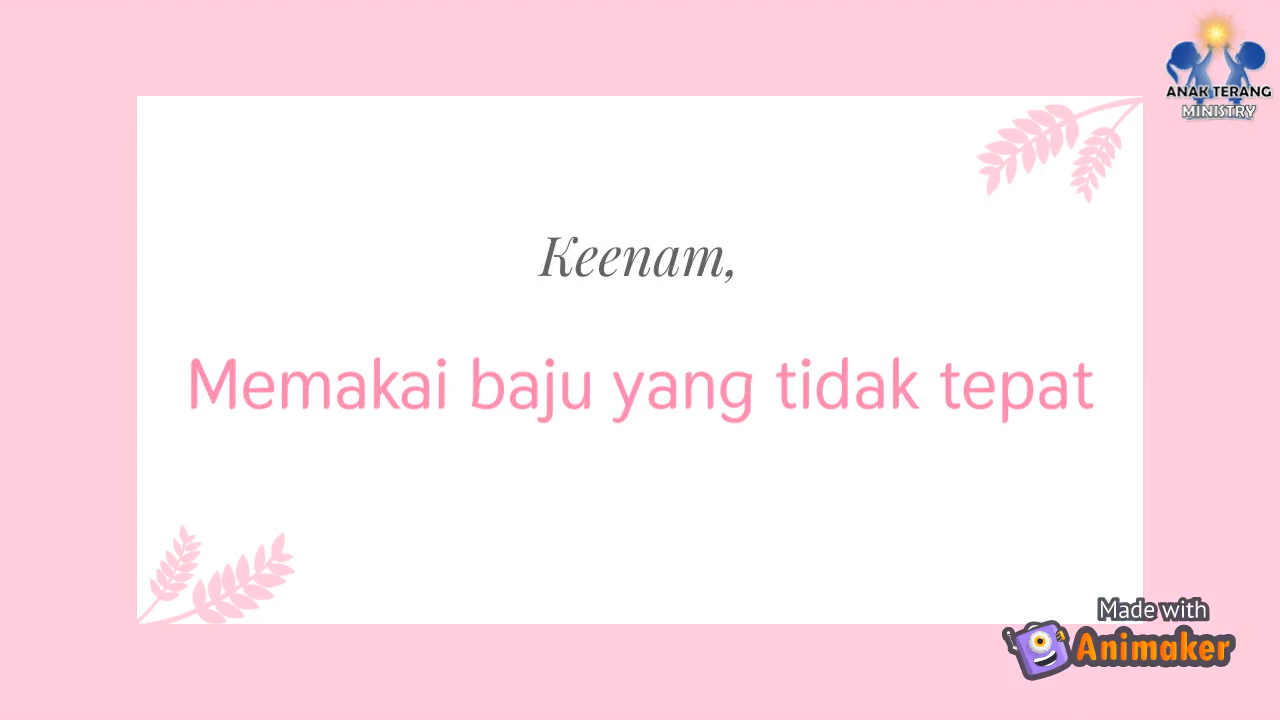 ANAK TERANG
MINISTRY
Keenam,
Memakai baju yang tidak tepat
Made with
Animaker